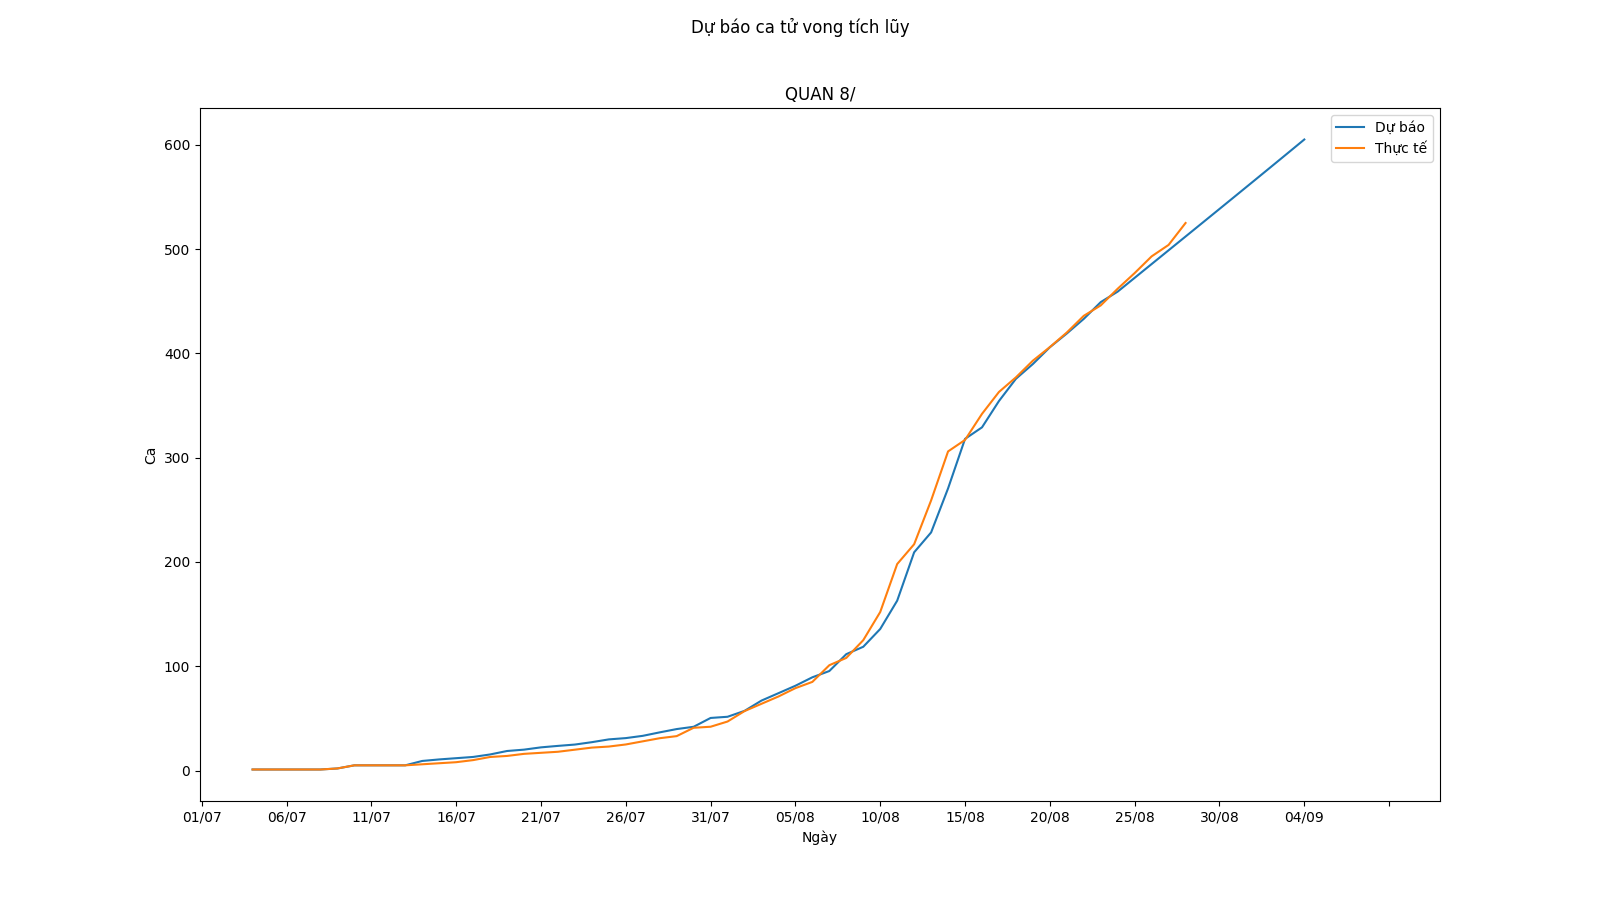 Dự báo ca tử vong tích lũy
QUAN 8/
Dự báo
Thực tế
600
500
400
300
200
100
0
Ca
01/07 06/07 11/07 16/07 21/07 26/07 31/07 05/08 10/08 15/08 20/08 25/08 30/08 04/09
Ngày